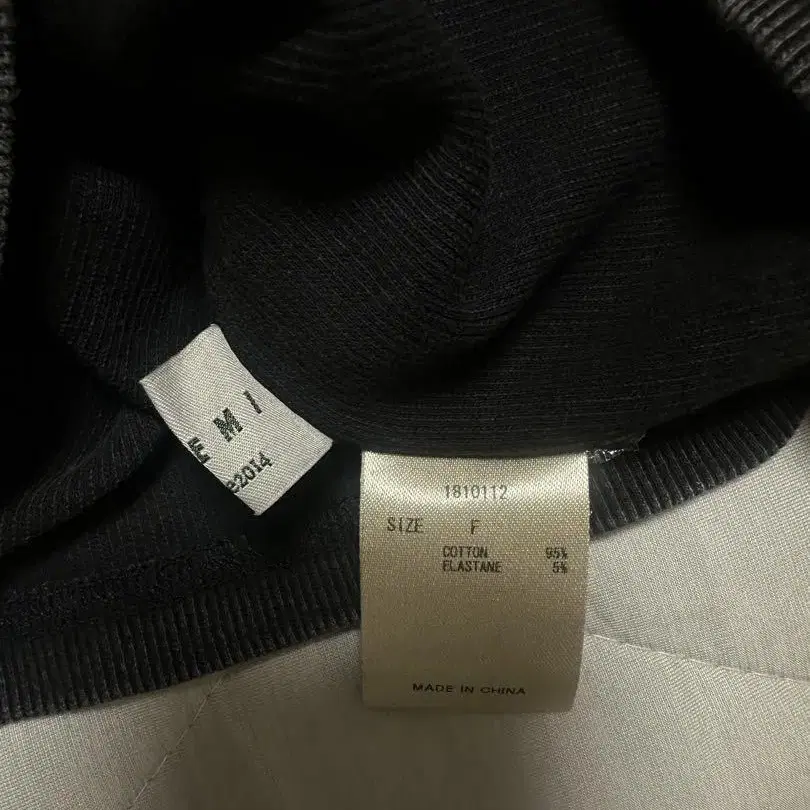 E M I
e2014
1810112
SIZE F
COTTON 95%
ELASTANE 5%
MADE IN CHINA